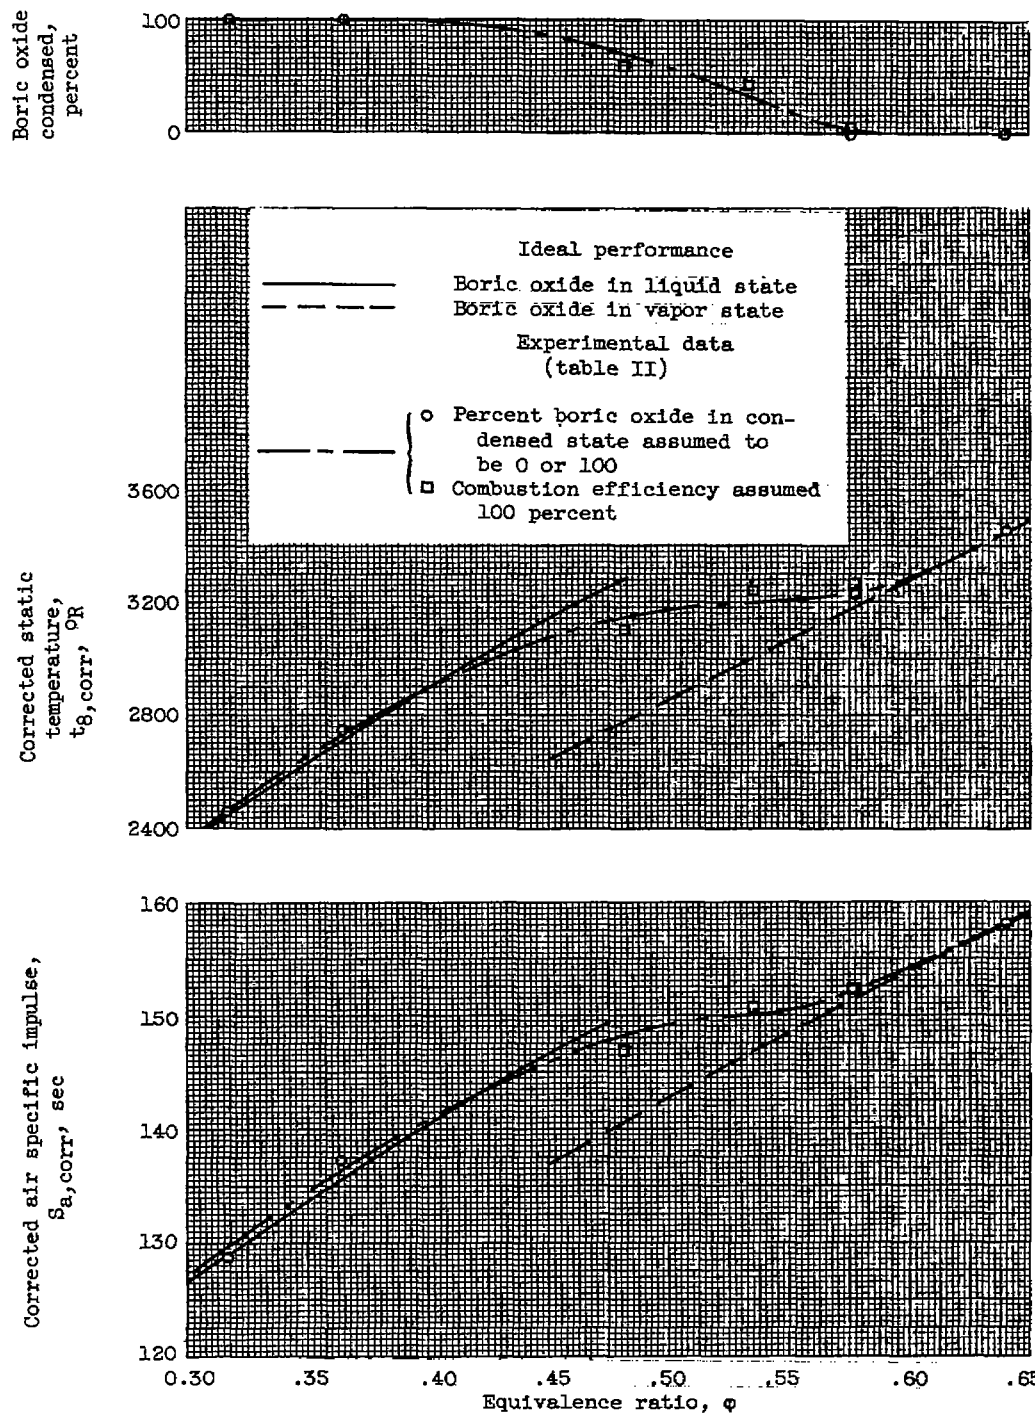 Boric oxide
condensed,
percent
100
0
Ideal performance
Boric oxide in liquid state
Boric oxide in vapor state
Experimental data
(table II)
Percent boric oxide in con-
densed state assumed to
be 0 or 100
Combustion efficiency assumed
100 percent
Corrected static
temperature,
t8,corr, °R
3600
3200
2800
2400
Corrected air specific impulse,
Sa,corr, sec
160
150
140
130
120
0.30
.35
.40
.45
.50
.55
.60
.65
Equivalence ratio, φ